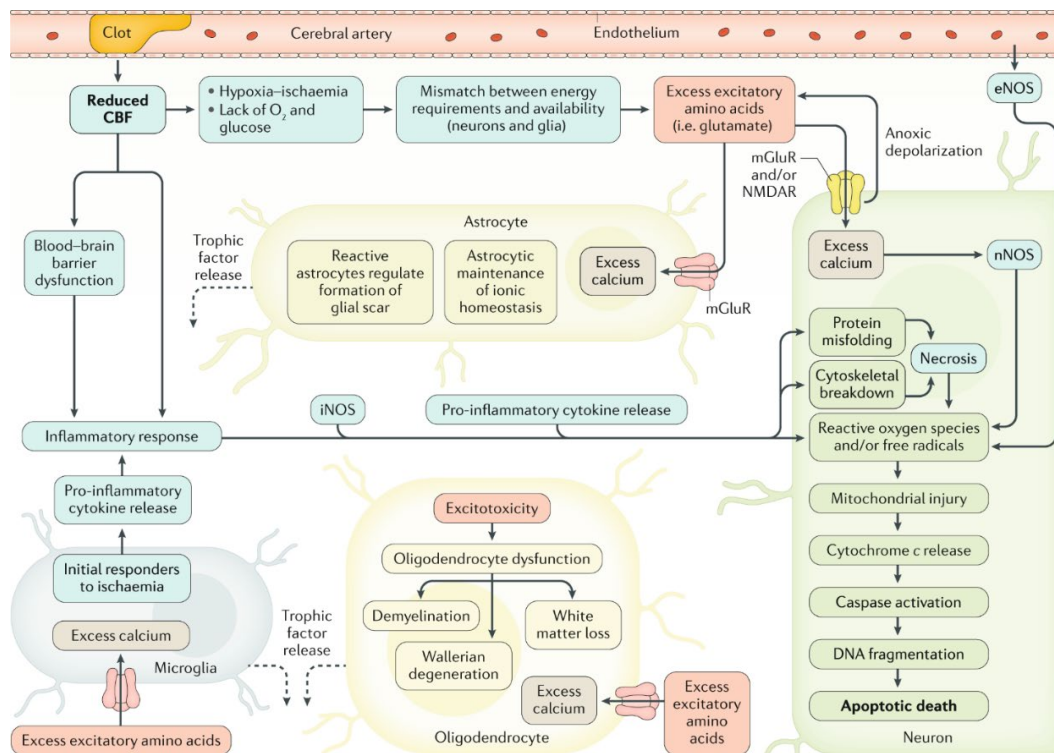 Clot
Cerebral artery
Endothelium
Reduced
CBF
• Hypoxia–ischaemia
• Lack of O₂ and
glucose
Mismatch between energy
requirements and availability
(neurons and glia)
Excess excitatory
amino acids
(i.e. glutamate)
eNOS
Anoxic
depolarization
mGluR
and/or
NMDAR
Blood–brain
barrier
dysfunction
Trophic
factor
release
Astrocyte
Reactive
astrocytes regulate
formation of
glial scar
Astrocytic
maintenance
of ionic
homeostasis
Excess
calcium
mGluR
Excess
calcium
nNOS
Protein
misfolding
Necrosis
Cytoskeletal
breakdown
Inflammatory response
iNOS
Pro-inflammatory cytokine release
Reactive oxygen species
and/or free radicals
Pro-inflammatory
cytokine release
Initial responders
to ischaemia
Excess calcium
Microglia
Excess excitatory amino acids
Trophic
factor
release
Excitotoxicity
Oligodendrocyte dysfunction
Demyelination
White
matter loss
Wallerian
degeneration
Excess
calcium
Excess
excitatory
amino
acids
Oligodendrocyte
Mitochondrial injury
Cytochrome c release
Caspase activation
DNA fragmentation
Apoptotic death
Neuron